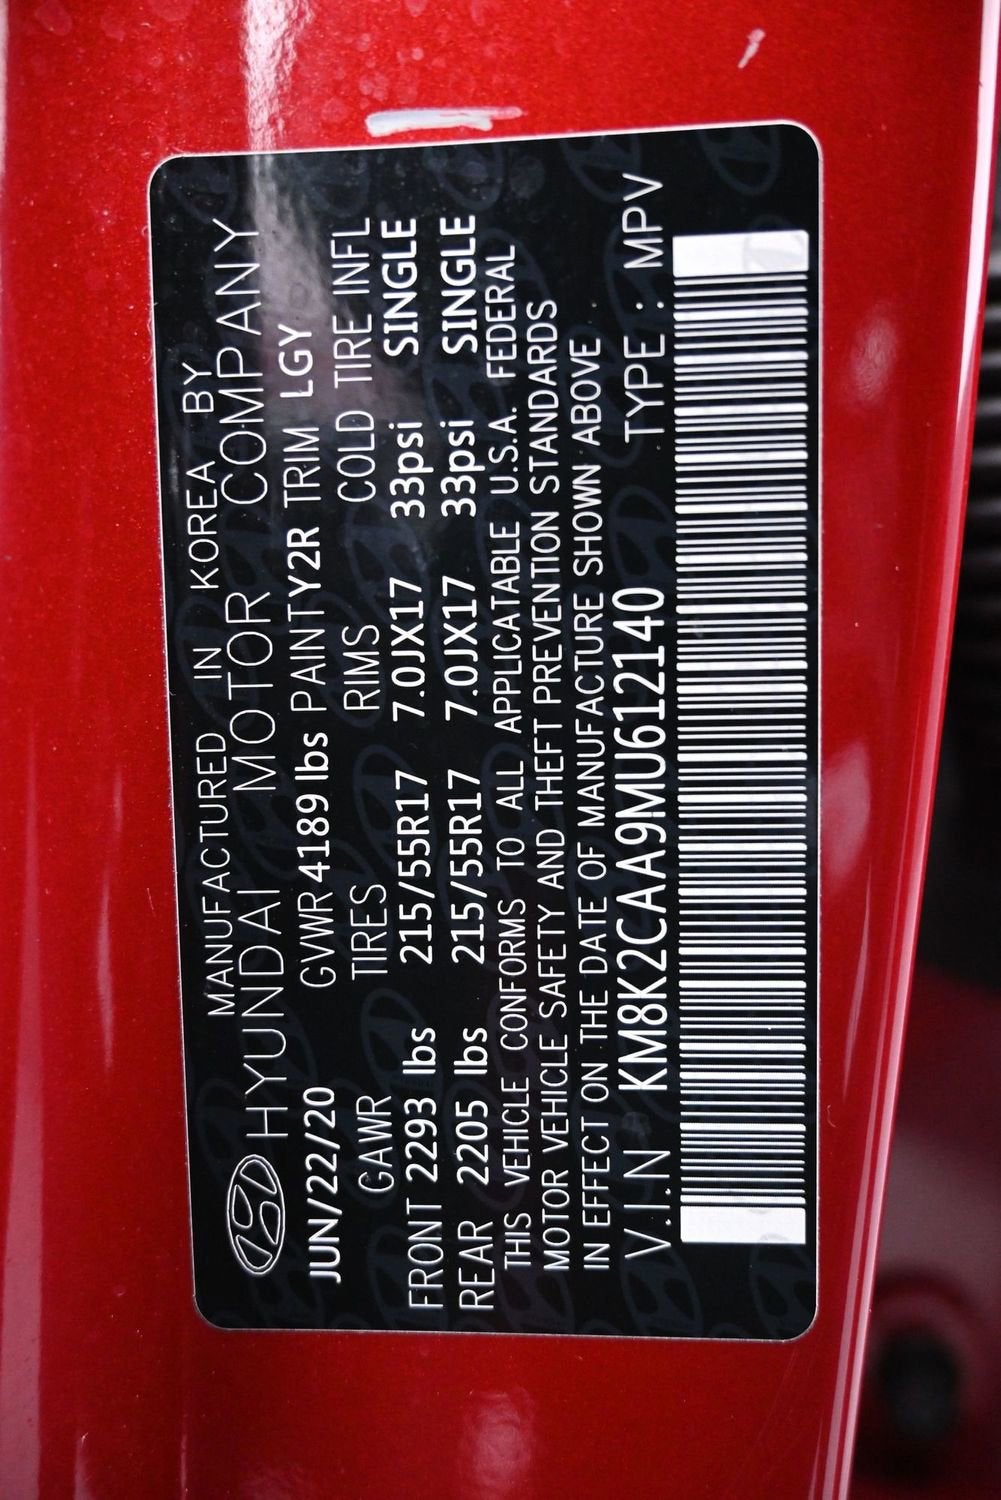 MANUFACTURED IN KOREA BY
HYUNDAI MOTOR COMPANY
JUN/22/20 GVWR 4189 lbs PAINT Y2R TRIM LGY
GAWR TIRES RIMS COLD TIRE INFL
FRONT 2293 lbs 215/55R17 7.0JX17 33psi SINGLE
REAR 2205 lbs 215/55R17 7.0JX17 33psi SINGLE
THIS VEHICLE CONFORMS TO ALL APPLICATABLE U.S.A. FEDERAL
MOTOR VEHICLE SAFETY AND THEFT PREVENTION STANDARDS
IN EFFECT ON THE DATE OF MANUFACTURE SHOWN ABOVE
V.I.N KM8K2CAA9MU612140 TYPE : MPV